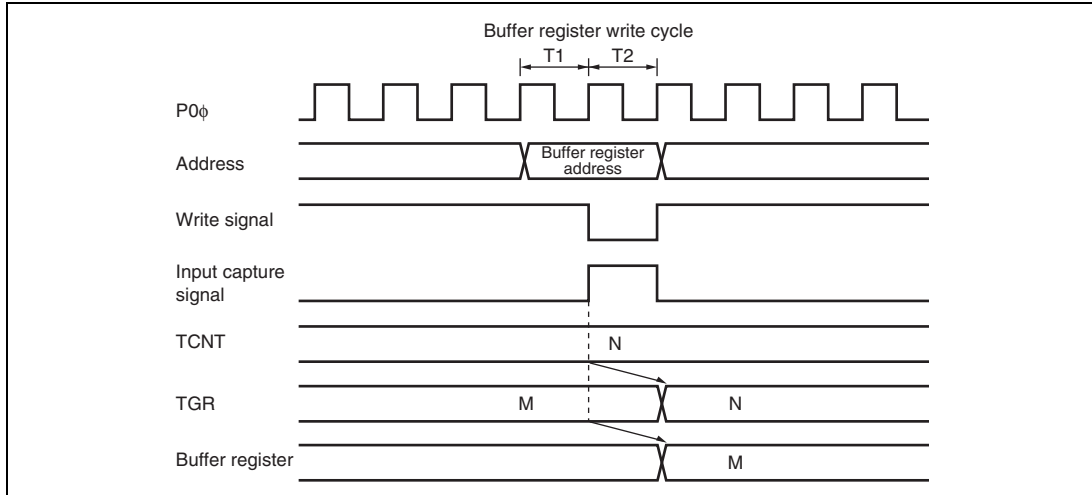 Buffer register write cycle
T1 T2
P0ϕ
Address
Buffer register
address
Write signal
Input capture
signal
TCNT
N
TGR
M
N
Buffer register
M